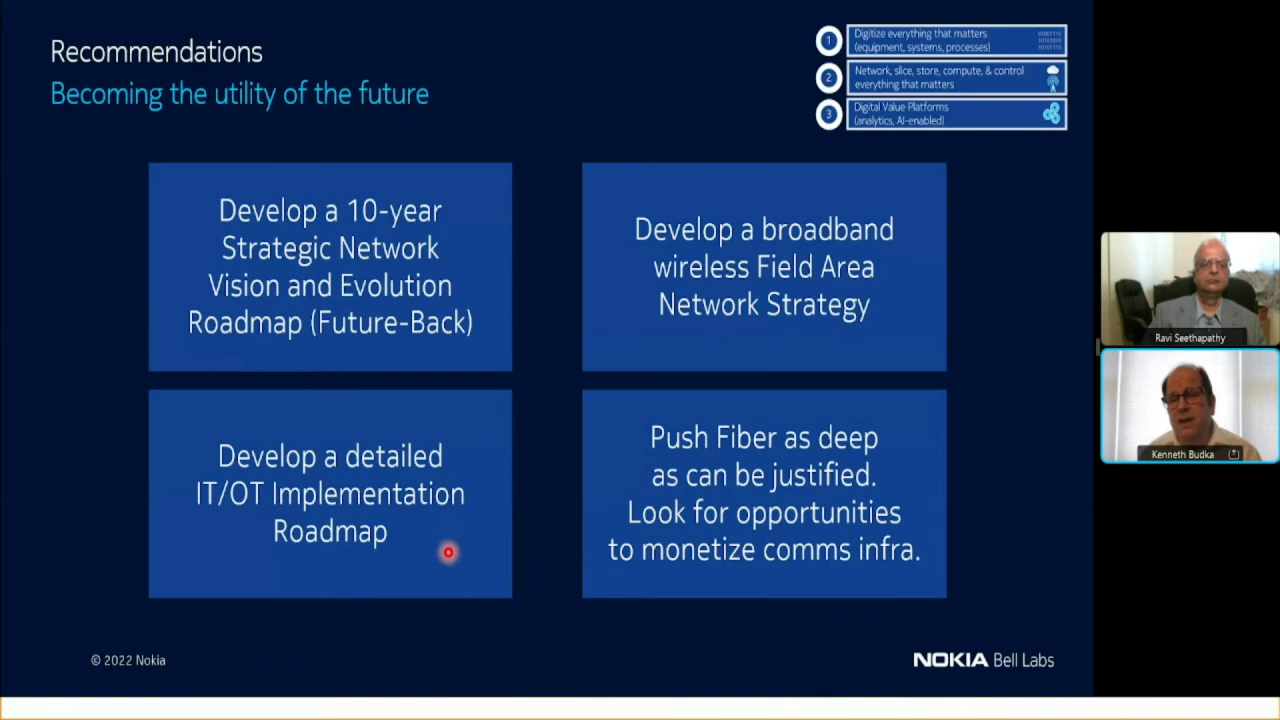 Recommendations
Becoming the utility of the future
1
Digitize everything that matters
(equipment, systems, processes)
2
Network, slice, store, compute, & control
everything that matters
3
Digital Value Platforms
(analytics, AI-enabled)
Develop a 10-year
Strategic Network
Vision and Evolution
Roadmap (Future-Back)
Develop a broadband
wireless Field Area
Network Strategy
Develop a detailed
IT/OT Implementation
Roadmap
Push Fiber as deep
as can be justified.
Look for opportunities
to monetize comms infra.
Ravi Seethapathy
Kenneth Budka
© 2022 Nokia
NOKIA Bell Labs